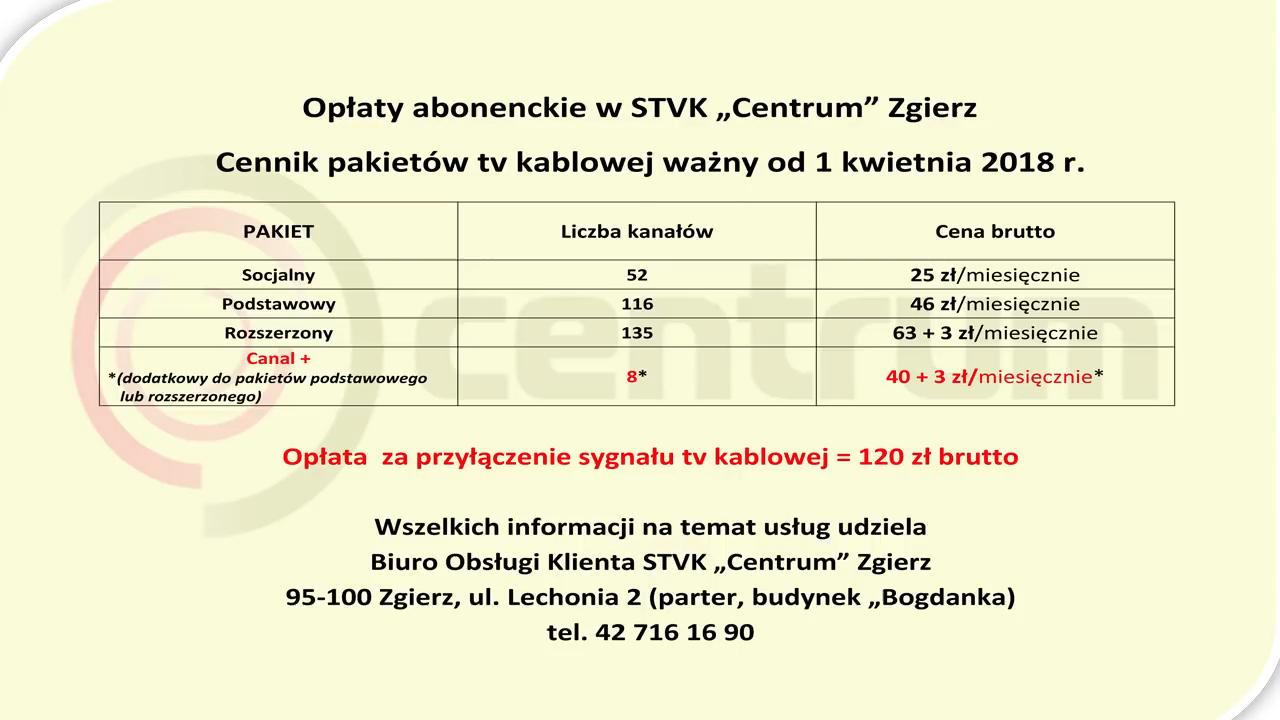 Opłaty abonenckie w STVK „Centrum” Zgierz
Cennik pakietów tv kablowej ważny od 1 kwietnia 2018 r.
PAKIET Liczba kanałów Cena brutto
Socjalny 52 25 zł/miesięcznie
Podstawowy 116 46 zł/miesięcznie
Rozszerzony 135 63 + 3 zł/miesięcznie
Canal +
*(dodatkowy do pakietów podstawowego
lub rozszerzonego)
8* 40 + 3 zł/miesięcznie*
Opłata za przyłączenie sygnału tv kablowej = 120 zł brutto
Wszelkich informacji na temat usług udziela
Biuro Obsługi Klienta STVK „Centrum” Zgierz
95-100 Zgierz, ul. Lechonia 2 (parter, budynek „Bogdanka)
tel. 42 716 16 90
centrum